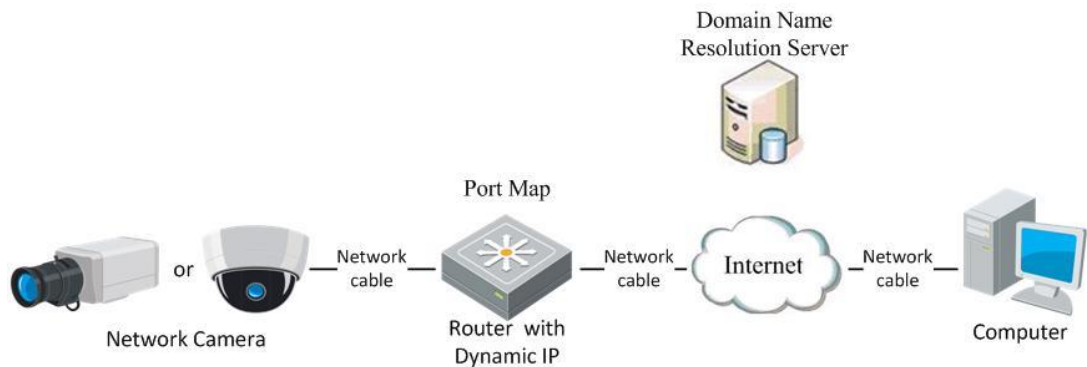 Domain Name
Resolution Server
Port Map
or
Network
cable
Network
cable
Internet
Network
cable
Network Camera
Router with
Dynamic IP
Computer